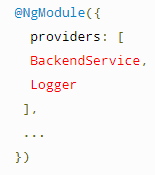 @NgModule({
  providers: [
  BackendService,
  Logger
 ],
 ...
})